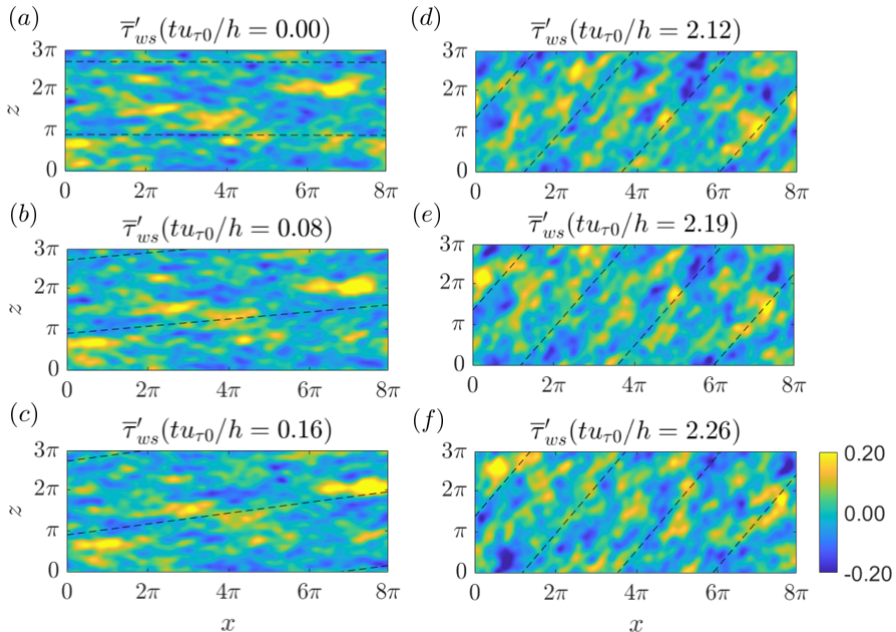 (a)
τ̅′ws(tuτ0/h = 0.00)
3π
2π
π
0
z
0 2π 4π 6π 8π
(b)
τ̅′ws(tuτ0/h = 0.08)
3π
2π
π
0
z
0 2π 4π 6π 8π
(c)
τ̅′ws(tuτ0/h = 0.16)
3π
2π
π
0
z
0 2π 4π 6π 8π
x
(d)
τ̅′ws(tuτ0/h = 2.12)
3π
2π
π
0
0 2π 4π 6π 8π
(e)
τ̅′ws(tuτ0/h = 2.19)
3π
2π
π
0
0 2π 4π 6π 8π
(f)
τ̅′ws(tuτ0/h = 2.26)
3π
2π
π
0
0 2π 4π 6π 8π
x
0.20
0.00
-0.20